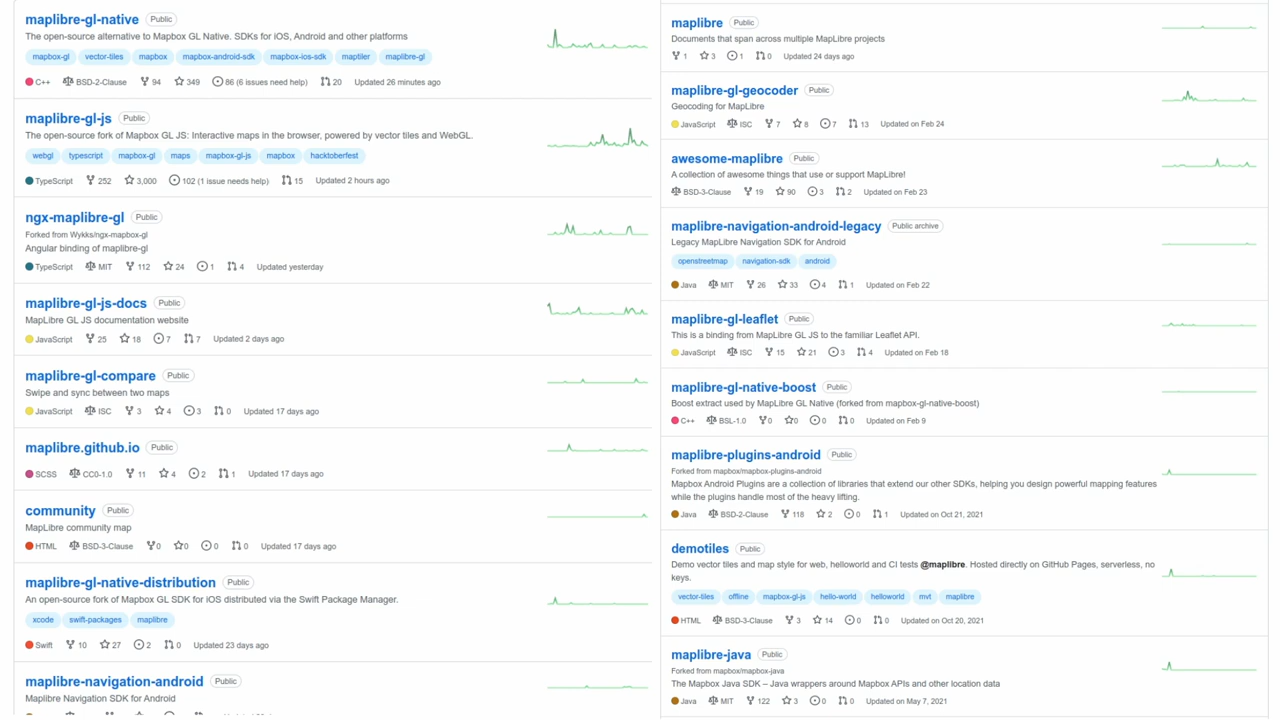 maplibre-gl-native Public
The open-source alternative to Mapbox GL Native. SDKs for iOS, Android and other platforms
mapbox-gl vector-tiles mapbox mapbox-android-sdk mapbox-ios-sdk maptiler maplibre-gl
C++ BSD-2-Clause 94 349 86 (6 issues need help) 20 Updated 26 minutes ago
maplibre-gl-js Public
The open-source fork of Mapbox GL JS: Interactive maps in the browser, powered by vector tiles and WebGL.
webgl typescript mapbox-gl maps mapbox-gl-js mapbox hacktoberfest
TypeScript 252 3,000 102 (1 issue needs help) 15 Updated 2 hours ago
ngx-maplibre-gl Public
Forked from Wykks/ngx-mapbox-gl
Angular binding of maplibre-gl
TypeScript MIT 112 24 1 4 Updated yesterday
maplibre-gl-js-docs Public
MapLibre GL JS documentation website
JavaScript 25 18 7 7 Updated 2 days ago
maplibre-gl-compare Public
Swipe and sync between two maps
JavaScript ISC 3 4 3 0 Updated 17 days ago
maplibre.github.io Public
SCSS CC0-1.0 11 4 2 1 Updated 17 days ago
community Public
MapLibre community map
HTML BSD-3-Clause 0 0 0 0 Updated 17 days ago
maplibre-gl-native-distribution Public
An open-source fork of Mapbox GL SDK for iOS distributed via the Swift Package Manager.
xcode swift-packages maplibre
Swift 10 27 2 0 Updated 23 days ago
maplibre-navigation-android Public
Maplibre Navigation SDK for Android
maplibre Public
Documents that span across multiple MapLibre projects
1 3 1 0 Updated 24 days ago
maplibre-gl-geocoder Public
Geocoding for MapLibre
JavaScript ISC 7 8 7 13 Updated on Feb 24
awesome-maplibre Public
A collection of awesome things that use or support MapLibre!
BSD-3-Clause 19 90 3 2 Updated on Feb 23
maplibre-navigation-android-legacy Public archive
Legacy MapLibre Navigation SDK for Android
openstreetmap navigation-sdk android
Java MIT 26 33 4 1 Updated on Feb 22
maplibre-gl-leaflet Public
This is a binding from MapLibre GL JS to the familiar Leaflet API.
JavaScript ISC 15 21 3 4 Updated on Feb 18
maplibre-gl-native-boost Public
Boost extract used by MapLibre GL Native (forked from mapbox-gl-native-boost)
C++ BSL-1.0 0 0 0 0 Updated on Feb 9
maplibre-plugins-android Public
Forked from mapbox/mapbox-plugins-android
Mapbox Android Plugins are a collection of libraries that extend our other SDKs, helping you design powerful mapping features
while the plugins handle most of the heavy lifting.
Java BSD-2-Clause 118 2 0 1 Updated on Oct 21, 2021
demotiles Public
Demo vector tiles and map style for web, helloworld and CI tests @maplibre. Hosted directly on GitHub Pages, serverless, no
keys.
vector-tiles offline mapbox-gl-js hello-world helloworld mvt maplibre
HTML BSD-3-Clause 3 14 0 0 Updated on Oct 20, 2021
maplibre-java Public
Forked from mapbox/mapbox-java
The Mapbox Java SDK – Java wrappers around Mapbox APIs and other location data
Java MIT 122 3 0 0 Updated on May 7, 2021